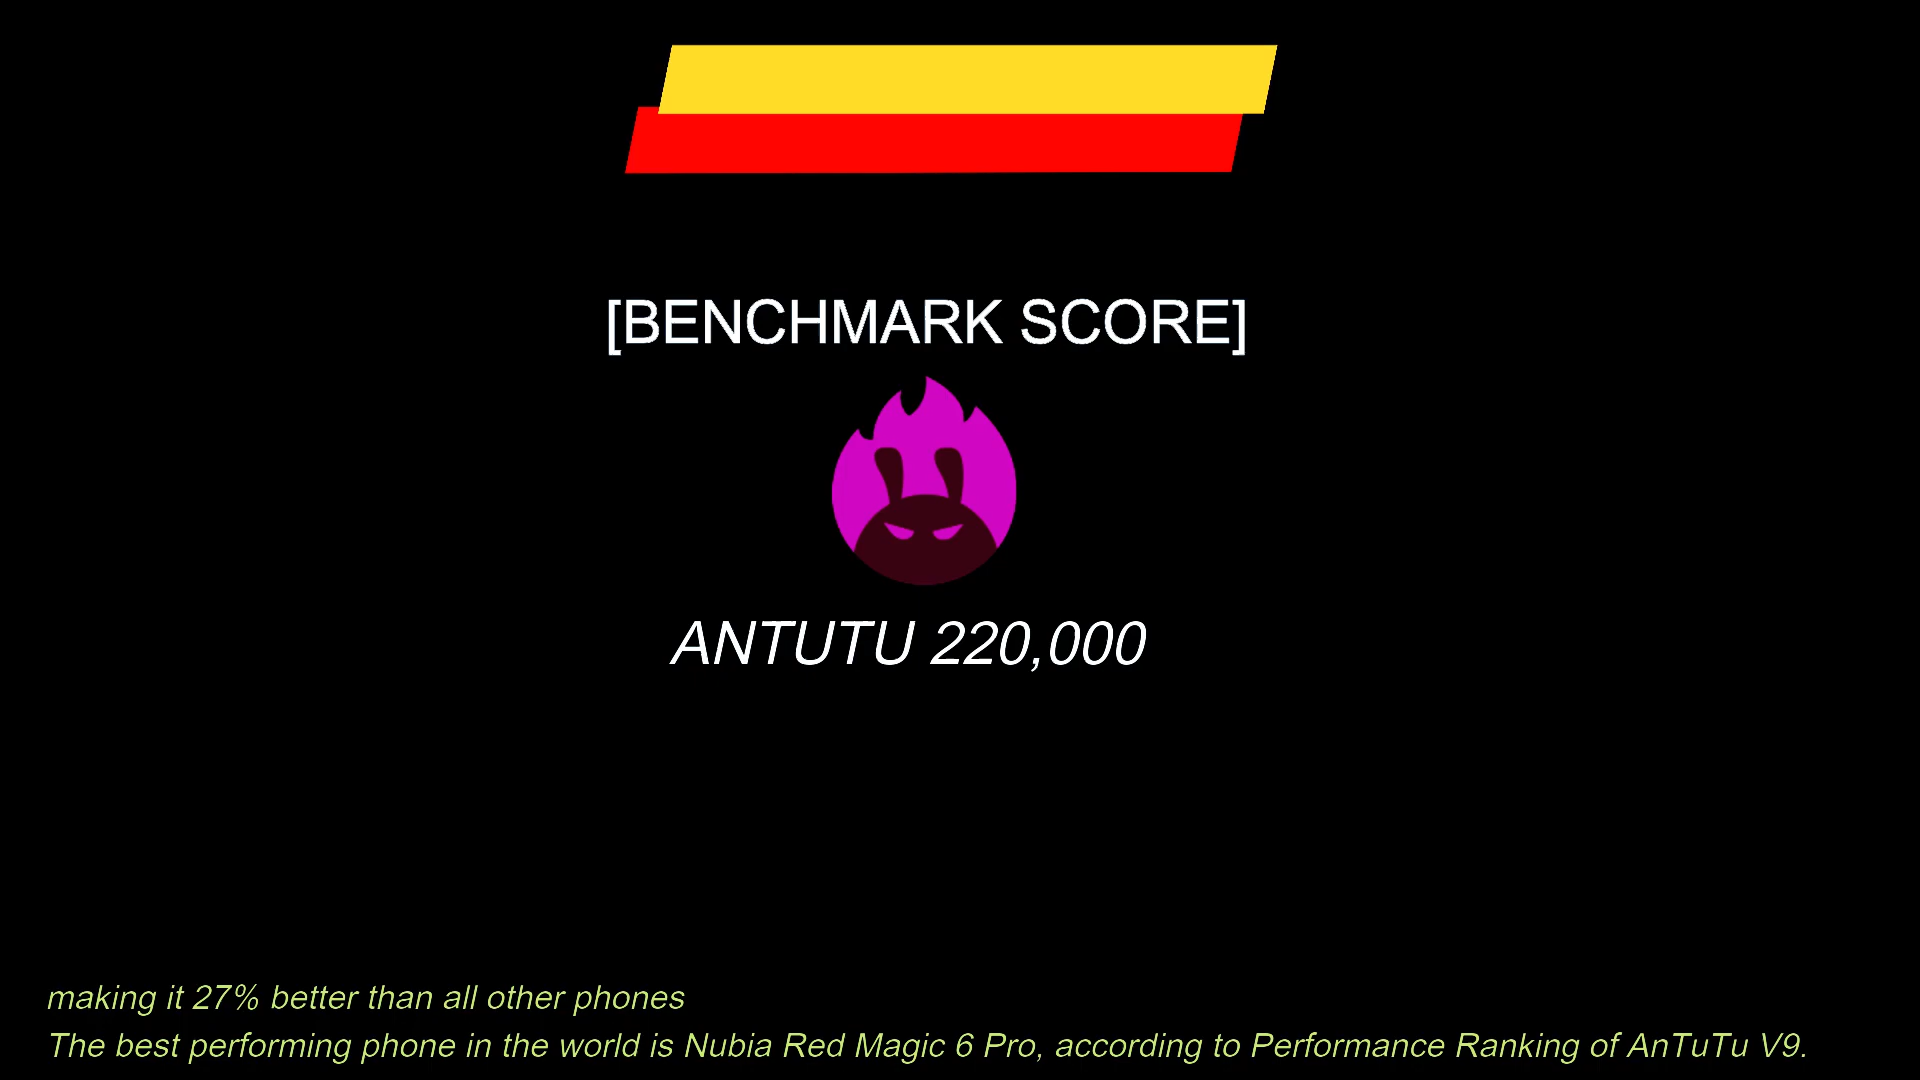 [BENCHMARK SCORE]
ANTUTU 220,000
making it 27% better than all other phones
The best performing phone in the world is Nubia Red Magic 6 Pro, according to Performance Ranking of AnTuTu V9.